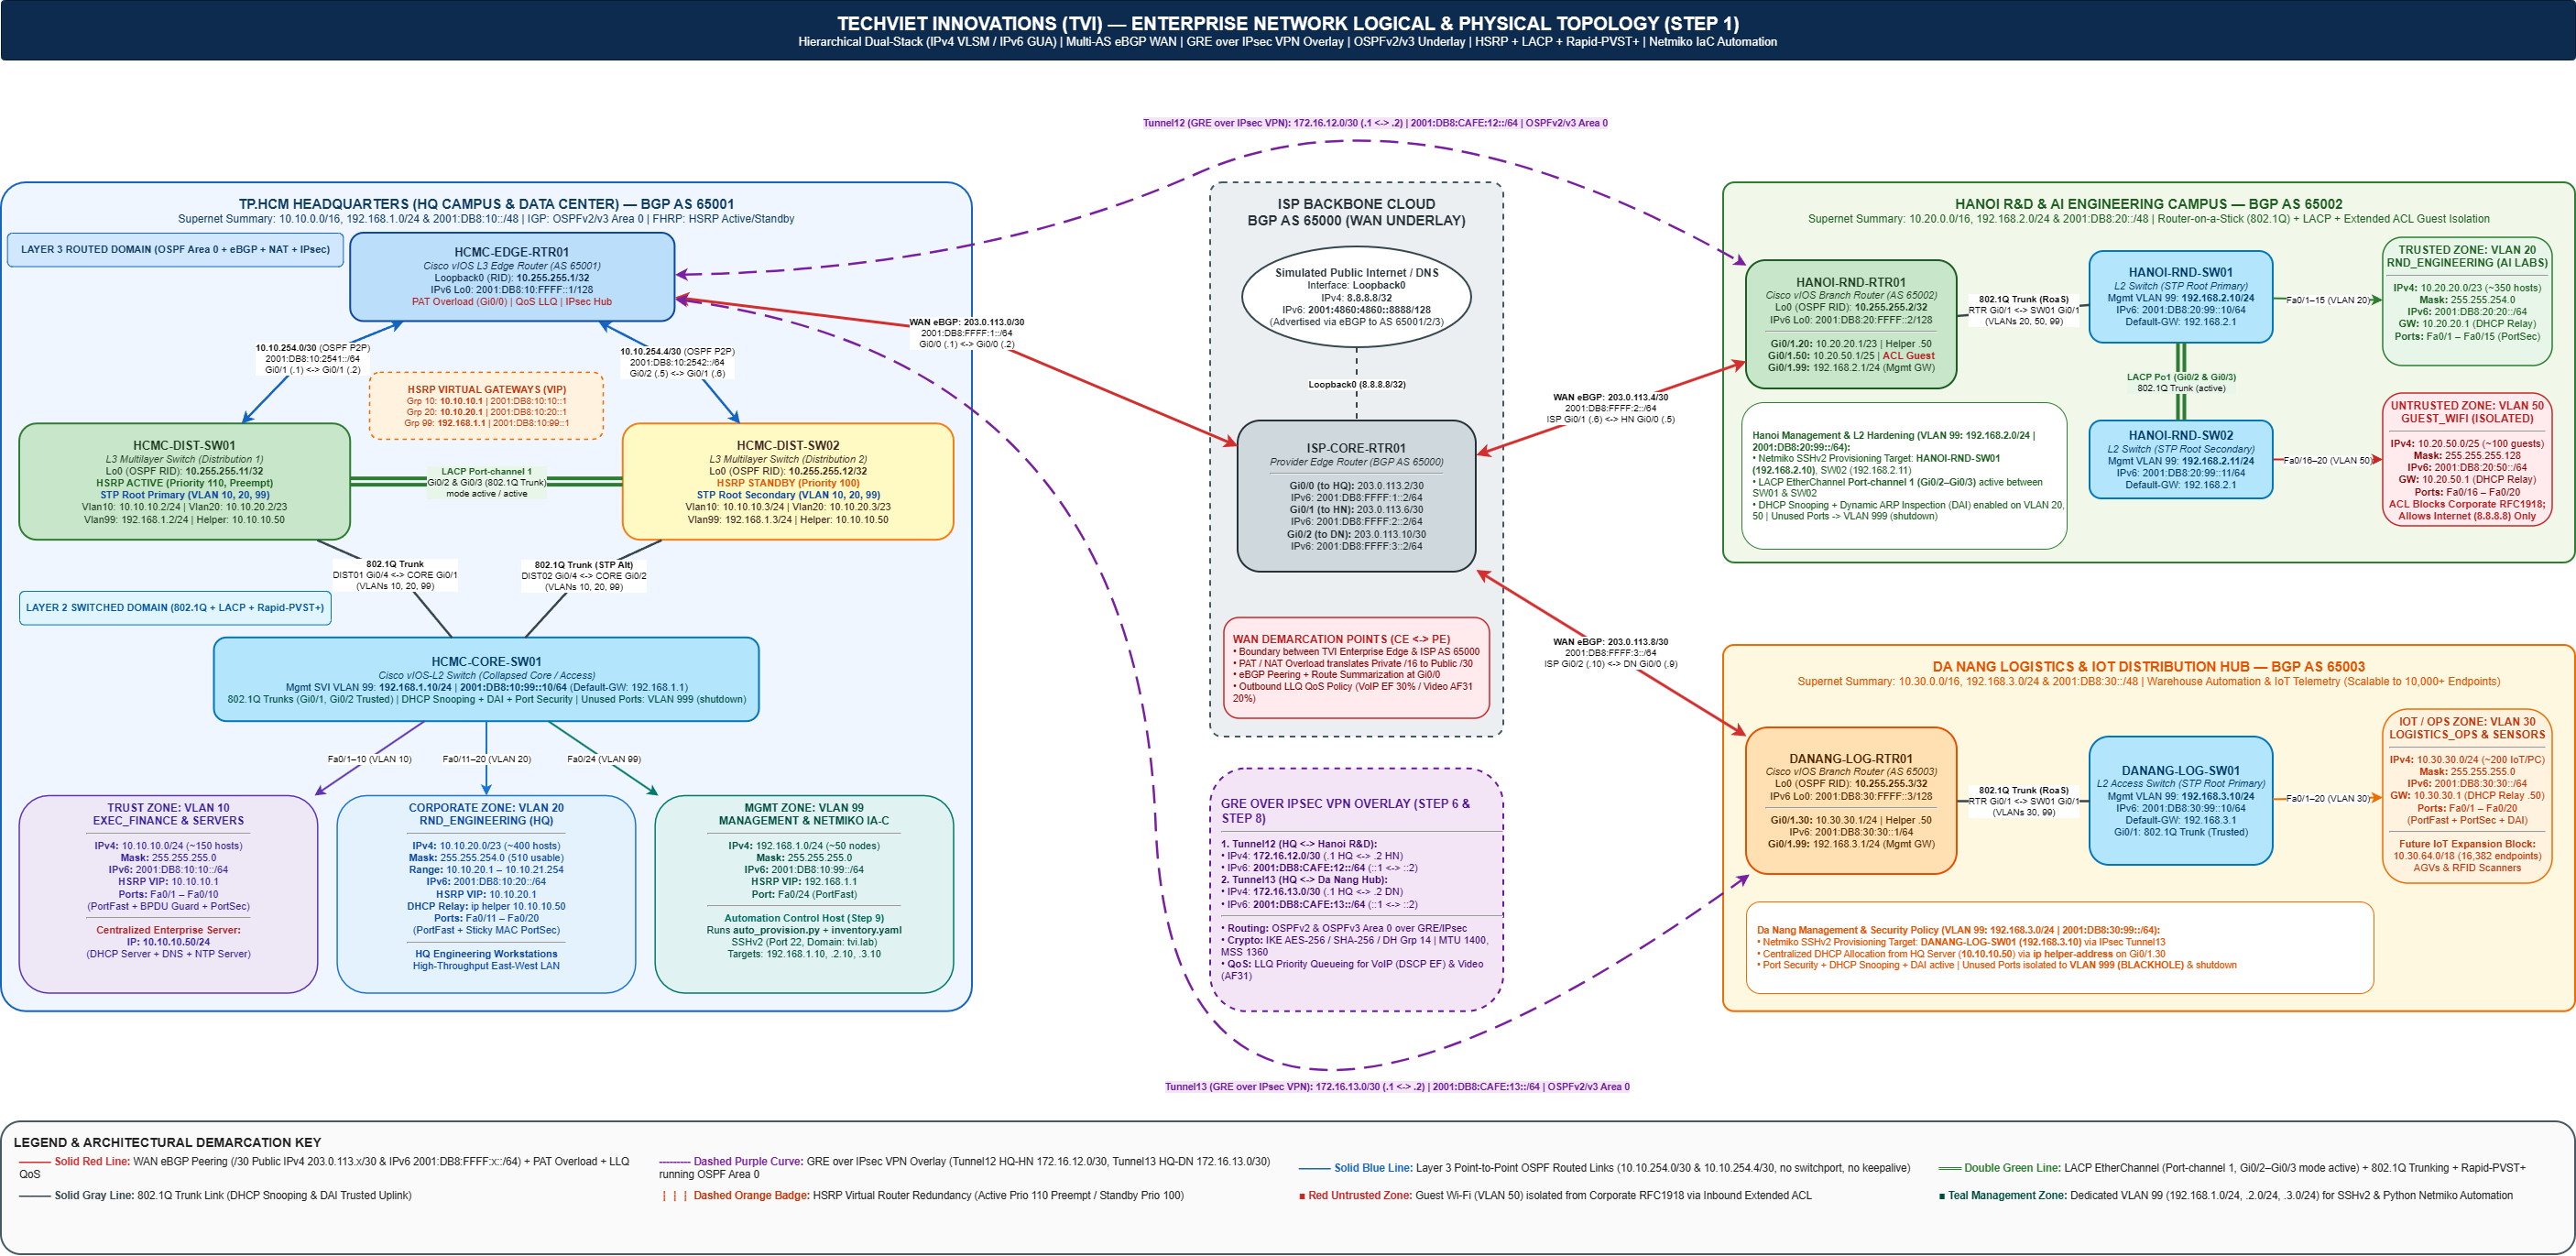 TECHVIET INNOVATIONS (TVI) — ENTERPRISE NETWORK LOGICAL & PHYSICAL TOPOLOGY (STEP 1)
Hierarchical Dual-Stack (IPv4 VLSM / IPv6 GUA) | Multi-AS eBGP WAN | GRE over IPsec VPN Overlay | OSPFv2/v3 Underlay | HSRP + LACP + Rapid-PVST+ | Netmiko IaC Automation
Tunnel12 (GRE over IPsec VPN): 172.16.12.0/30 (.1 <-> .2) | 2001:DB8:CAFE:12::/64 | OSPFv2/v3 Area 0
TP.HCM HEADQUARTERS (HQ CAMPUS & DATA CENTER) — BGP AS 65001
Supernet Summary: 10.10.0.0/16, 192.168.1.0/24 & 2001:DB8:10::/48 | IGP: OSPFv2/v3 Area 0 | FHRP: HSRP Active/Standby
LAYER 3 ROUTED DOMAIN (OSPF Area 0 + eBGP + NAT + IPsec)
HCMC-EDGE-RTR01
Cisco vIOS L3 Edge Router (AS 65001)
Loopback0 (RID): 10.255.255.1/32
IPv6 Lo0: 2001:DB8:10:FFFF::1/128
PAT Overload (Gi0/0) | QoS LLQ | IPsec Hub
WAN eBGP: 203.0.113.0/30
2001:DB8:FFFF:1::/64
Gi0/0 (.1) <-> Gi0/0 (.2)
10.10.254.0/30 (OSPF P2P)
2001:DB8:10:2541::/64
Gi0/1 (.1) <-> Gi0/1 (.2)
10.10.254.4/30 (OSPF P2P)
2001:DB8:10:2542::/64
Gi0/2 (.5) <-> Gi0/1 (.6)
HSRP VIRTUAL GATEWAYS (VIP)
Grp 10: 10.10.10.1 | 2001:DB8:10:10::1
Grp 20: 10.10.20.1 | 2001:DB8:10:20::1
Grp 99: 192.168.1.1 | 2001:DB8:10:99::1
HCMC-DIST-SW01
L3 Multilayer Switch (Distribution 1)
Lo0 (OSPF RID): 10.255.255.11/32
HSRP ACTIVE (Priority 110, Preempt)
STP Root Primary (VLAN 10, 20, 99)
Vlan10: 10.10.10.2/24 | Vlan20: 10.10.20.2/23
Vlan99: 192.168.1.2/24 | Helper: 10.10.10.50
LACP Port-channel 1
Gi0/2 & Gi0/3 (802.1Q Trunk)
mode active / active
HCMC-DIST-SW02
L3 Multilayer Switch (Distribution 2)
Lo0 (OSPF RID): 10.255.255.12/32
HSRP STANDBY (Priority 100)
STP Root Secondary (VLAN 10, 20, 99)
Vlan10: 10.10.10.3/24 | Vlan20: 10.10.20.3/23
Vlan99: 192.168.1.3/24 | Helper: 10.10.10.50
802.1Q Trunk
DIST01 Gi0/4 <-> CORE Gi0/1
(VLANs 10, 20, 99)
802.1Q Trunk (STP Alt)
DIST02 Gi0/4 <-> CORE Gi0/2
(VLANs 10, 20, 99)
LAYER 2 SWITCHED DOMAIN (802.1Q + LACP + Rapid-PVST+)
HCMC-CORE-SW01
Cisco vIOS-L2 Switch (Collapsed Core / Access)
Mgmt SVI VLAN 99: 192.168.1.10/24 | 2001:DB8:10:99::10/64 (Default-GW: 192.168.1.1)
802.1Q Trunks (Gi0/1, Gi0/2 Trusted) | DHCP Snooping + DAI + Port Security | Unused Ports: VLAN 999 (shutdown)
Fa0/1–10 (VLAN 10)
Fa0/11–20 (VLAN 20)
Fa0/24 (VLAN 99)
TRUST ZONE: VLAN 10
EXEC_FINANCE & SERVERS
IPv4: 10.10.10.0/24 (~150 hosts)
Mask: 255.255.255.0
IPv6: 2001:DB8:10:10::/64
HSRP VIP: 10.10.10.1
Ports: Fa0/1 – Fa0/10
(PortFast + BPDU Guard + PortSec)
Centralized Enterprise Server:
IP: 10.10.10.50/24
(DHCP Server + DNS + NTP Server)
CORPORATE ZONE: VLAN 20
RND_ENGINEERING (HQ)
IPv4: 10.10.20.0/23 (~400 hosts)
Mask: 255.255.254.0 (510 usable)
Range: 10.10.20.1 – 10.10.21.254
IPv6: 2001:DB8:10:20::/64
HSRP VIP: 10.10.20.1
DHCP Relay: ip helper 10.10.10.50
Ports: Fa0/11 – Fa0/20
(PortFast + Sticky MAC PortSec)
HQ Engineering Workstations
High-Throughput East-West LAN
MGMT ZONE: VLAN 99
MANAGEMENT & NETMIKO IA-C
IPv4: 192.168.1.0/24 (~50 nodes)
Mask: 255.255.255.0
IPv6: 2001:DB8:10:99::/64
HSRP VIP: 192.168.1.1
Port: Fa0/24 (PortFast)
Automation Control Host (Step 9)
Runs auto_provision.py + inventory.yaml
SSHv2 (Port 22, Domain: tvi.lab)
Targets: 192.168.1.10, .2.10, .3.10
ISP BACKBONE CLOUD
BGP AS 65000 (WAN UNDERLAY)
Simulated Public Internet / DNS
Interface: Loopback0
IPv4: 8.8.8.8/32
IPv6: 2001:4860:4860::8888/128
(Advertised via eBGP to AS 65001/2/3)
Loopback0 (8.8.8.8/32)
ISP-CORE-RTR01
Provider Edge Router (BGP AS 65000)
Gi0/0 (to HQ): 203.0.113.2/30
IPv6: 2001:DB8:FFFF:1::2/64
Gi0/1 (to HN): 203.0.113.6/30
IPv6: 2001:DB8:FFFF:2::2/64
Gi0/2 (to DN): 203.0.113.10/30
IPv6: 2001:DB8:FFFF:3::2/64
WAN DEMARCATION POINTS (CE <-> PE)
• Boundary between TVI Enterprise Edge & ISP AS 65000
• PAT / NAT Overload translates Private /16 to Public /30
• eBGP Peering + Route Summarization at Gi0/0
• Outbound LLQ QoS Policy (VoIP EF 30% / Video AF31
20%)
GRE OVER IPSEC VPN OVERLAY (STEP 6 &
STEP 8)
1. Tunnel12 (HQ <-> Hanoi R&D):
• IPv4: 172.16.12.0/30 (.1 HQ <-> .2 HN)
• IPv6: 2001:DB8:CAFE:12::/64 (::1 <-> ::2)
2. Tunnel13 (HQ <-> Da Nang Hub):
• IPv4: 172.16.13.0/30 (.1 HQ <-> .2 DN)
• IPv6: 2001:DB8:CAFE:13::/64 (::1 <-> ::2)
• Routing: OSPFv2 & OSPFv3 Area 0 over GRE/IPsec
• Crypto: IKE AES-256 / SHA-256 / DH Grp 14 | MTU 1400,
MSS 1360
• QoS: LLQ Priority Queueing for VoIP (DSCP EF) & Video
(AF31)
WAN eBGP: 203.0.113.4/30
2001:DB8:FFFF:2::/64
ISP Gi0/1 (.6) <-> HN Gi0/0 (.5)
WAN eBGP: 203.0.113.8/30
2001:DB8:FFFF:3::/64
ISP Gi0/2 (.10) <-> DN Gi0/0 (.9)
HANOI R&D & AI ENGINEERING CAMPUS — BGP AS 65002
Supernet Summary: 10.20.0.0/16, 192.168.2.0/24 & 2001:DB8:20::/48 | Router-on-a-Stick (802.1Q) + LACP + Extended ACL Guest Isolation
HANOI-RND-RTR01
Cisco vIOS Branch Router (AS 65002)
Lo0 (OSPF RID): 10.255.255.2/32
IPv6 Lo0: 2001:DB8:20:FFFF::2/128
Gi0/1.20: 10.20.20.1/23 | Helper .50
Gi0/1.50: 10.20.50.1/25 | ACL Guest
Gi0/1.99: 192.168.2.1/24 (Mgmt GW)
802.1Q Trunk (RoaS)
RTR Gi0/1 <-> SW01 Gi0/1
(VLANs 20, 50, 99)
HANOI-RND-SW01
L2 Switch (STP Root Primary)
Mgmt VLAN 99: 192.168.2.10/24
IPv6: 2001:DB8:20:99::10/64
Default-GW: 192.168.2.1
Fa0/1–15 (VLAN 20)
TRUSTED ZONE: VLAN 20
RND_ENGINEERING (AI LABS)
IPv4: 10.20.20.0/23 (~350 hosts)
Mask: 255.255.254.0
IPv6: 2001:DB8:20:20::/64
GW: 10.20.20.1 (DHCP Relay)
Ports: Fa0/1 – Fa0/15 (PortSec)
LACP Po1 (Gi0/2 & Gi0/3)
802.1Q Trunk (active)
HANOI-RND-SW02
L2 Switch (STP Root Secondary)
Mgmt VLAN 99: 192.168.2.11/24
IPv6: 2001:DB8:20:99::11/64
Default-GW: 192.168.2.1
Fa0/16–20 (VLAN 50)
UNTRUSTED ZONE: VLAN 50
GUEST_WIFI (ISOLATED)
IPv4: 10.20.50.0/25 (~100 guests)
Mask: 255.255.255.128
IPv6: 2001:DB8:20:50::/64
GW: 10.20.50.1 (DHCP Relay)
Ports: Fa0/16 – Fa0/20
ACL Blocks Corporate RFC1918;
Allows Internet (8.8.8.8) Only
Hanoi Management & L2 Hardening (VLAN 99: 192.168.2.0/24 |
2001:DB8:20:99::/64):
• Netmiko SSHv2 Provisioning Target: HANOI-RND-SW01
(192.168.2.10), SW02 (192.168.2.11)
• LACP EtherChannel Port-channel 1 (Gi0/2–Gi0/3) active between
SW01 & SW02
• DHCP Snooping + Dynamic ARP Inspection (DAI) enabled on VLAN 20,
50 | Unused Ports -> VLAN 999 (shutdown)
DA NANG LOGISTICS & IOT DISTRIBUTION HUB — BGP AS 65003
Supernet Summary: 10.30.0.0/16, 192.168.3.0/24 & 2001:DB8:30::/48 | Warehouse Automation & IoT Telemetry (Scalable to 10,000+ Endpoints)
DANANG-LOG-RTR01
Cisco vIOS Branch Router (AS 65003)
Lo0 (OSPF RID): 10.255.255.3/32
IPv6 Lo0: 2001:DB8:30:FFFF::3/128
Gi0/1.30: 10.30.30.1/24 | Helper .50
IPv6: 2001:DB8:30:30::1/64
Gi0/1.99: 192.168.3.1/24 (Mgmt GW)
802.1Q Trunk (RoaS)
RTR Gi0/1 <-> SW01 Gi0/1
(VLANs 30, 99)
DANANG-LOG-SW01
L2 Access Switch (STP Root Primary)
Mgmt VLAN 99: 192.168.3.10/24
IPv6: 2001:DB8:30:99::10/64
Default-GW: 192.168.3.1
Gi0/1: 802.1Q Trunk (Trusted)
Fa0/1–20 (VLAN 30)
IOT / OPS ZONE: VLAN 30
LOGISTICS_OPS & SENSORS
IPv4: 10.30.30.0/24 (~200 IoT/PC)
Mask: 255.255.255.0
IPv6: 2001:DB8:30:30::/64
GW: 10.30.30.1 (DHCP Relay .50)
Ports: Fa0/1 – Fa0/20
(PortFast + PortSec + DAI)
Future IoT Expansion Block:
10.30.64.0/18 (16,382 endpoints)
AGVs & RFID Scanners
Da Nang Management & Security Policy (VLAN 99: 192.168.3.0/24 | 2001:DB8:30:99::/64):
• Netmiko SSHv2 Provisioning Target: DANANG-LOG-SW01 (192.168.3.10) via IPsec Tunnel13
• Centralized DHCP Allocation from HQ Server (10.10.10.50) via ip helper-address on Gi0/1.30
• Port Security + DHCP Snooping + DAI active | Unused Ports isolated to VLAN 999 (BLACKHOLE) & shutdown
Tunnel13 (GRE over IPsec VPN): 172.16.13.0/30 (.1 <-> .2) | 2001:DB8:CAFE:13::/64 | OSPFv2/v3 Area 0
LEGEND & ARCHITECTURAL DEMARCATION KEY
Solid Red Line: WAN eBGP Peering (/30 Public IPv4 203.0.113.x/30 & IPv6 2001:DB8:FFFF:x::/64) + PAT Overload + LLQ
QoS
Dashed Purple Curve: GRE over IPsec VPN Overlay (Tunnel12 HQ-HN 172.16.12.0/30, Tunnel13 HQ-DN 172.16.13.0/30)
running OSPF Area 0
Solid Blue Line: Layer 3 Point-to-Point OSPF Routed Links (10.10.254.0/30 & 10.10.254.4/30, no switchport, no keepalive)
Double Green Line: LACP EtherChannel (Port-channel 1, Gi0/2–Gi0/3 mode active) + 802.1Q Trunking + Rapid-PVST+
Solid Gray Line: 802.1Q Trunk Link (DHCP Snooping & DAI Trusted Uplink)
Dashed Orange Badge: HSRP Virtual Router Redundancy (Active Prio 110 Preempt / Standby Prio 100)
■ Red Untrusted Zone: Guest Wi-Fi (VLAN 50) isolated from Corporate RFC1918 via Inbound Extended ACL
■ Teal Management Zone: Dedicated VLAN 99 (192.168.1.0/24, .2.0/24, .3.0/24) for SSHv2 & Python Netmiko Automation